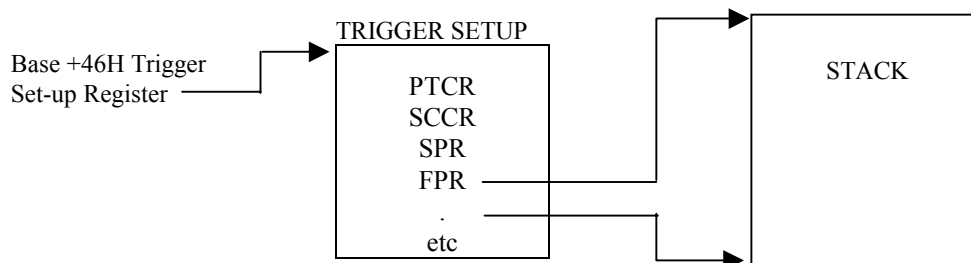 TRIGGER SETUP
Base +46H Trigger
Set-up Register
PTCR
SCCR
SPR
FPR
.
etc
STACK